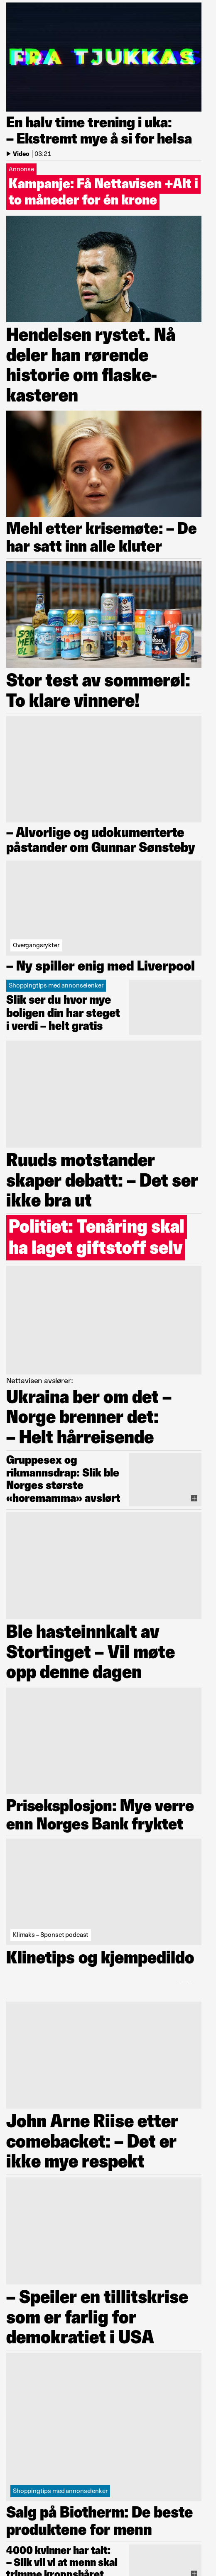 FRA TJUKKAS
En halv time trening i uka:
– Ekstremt mye å si for helsa
Video | 03:21
Annonse
Kampanje: Få Nettavisen +Alt i
to måneder for én krone
Hendelsen rystet. Nå
deler han rørende
historie om flaske-
kasteren
Mehl etter krisemøte: – De
har satt inn alle kluter
Stor test av sommerøl:
To klare vinnere!
– Alvorlige og udokumenterte
påstander om Gunnar Sønsteby
Overgangsrykter
– Ny spiller enig med Liverpool
Shoppingtips med annonselenker
Slik ser du hvor mye
boligen din har steget
i verdi – helt gratis
Ruuds motstander
skaper debatt: – Det ser
ikke bra ut
Politiet: Tenåring skal
ha laget giftstoff selv
Nettavisen avslører:
Ukraina ber om det –
Norge brenner det:
– Helt hårreisende
Gruppesex og
rikmannsdrap: Slik ble
Norges største
«horemamma» avslørt
Ble hasteinnkalt av
Stortinget – Vil møte
opp denne dagen
Priseksplosjon: Mye verre
enn Norges Bank fryktet
Klimaks – Sponset podcast
Klinetips og kjempedildo
John Arne Riise etter
comebacket: – Det er
ikke mye respekt
– Speiler en tillitskrise
som er farlig for
demokratiet i USA
Shoppingtips med annonselenker
Salg på Biotherm: De beste
produktene for menn
4000 kvinner har talt:
– Slik vil vi at menn skal
trimme kroppshåret